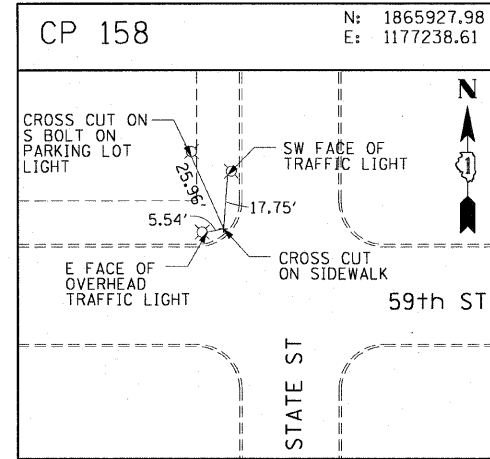 CP 158
N: 1865927.98
E: 1177238.61
CROSS CUT ON
S BOLT ON
PARKING LOT
LIGHT
25.96'
SW FACE OF
TRAFFIC LIGHT
N
1
17.75'
5.54'
E FACE OF
OVERHEAD
TRAFFIC LIGHT
CROSS CUT
ON SIDEWALK
59th ST
STATE ST